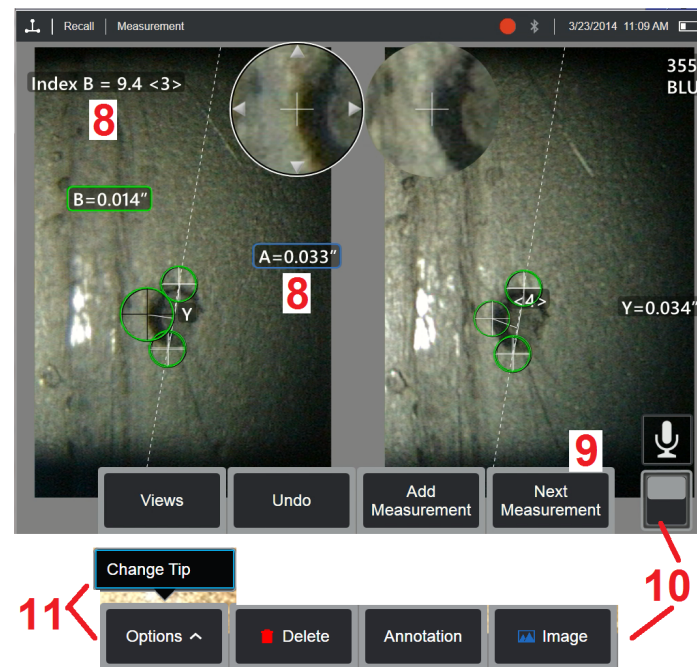 Recall | Measurement
3/23/2014 11:09 AM
355
BLU
Index B = 9.4 <3>
8
B=0.014"
A=0.033"
8
Y
<4>
Y=0.034"
9
Views
Undo
Add
Measurement
Next
Measurement
10
Change Tip
11
Options
Delete
Annotation
Image